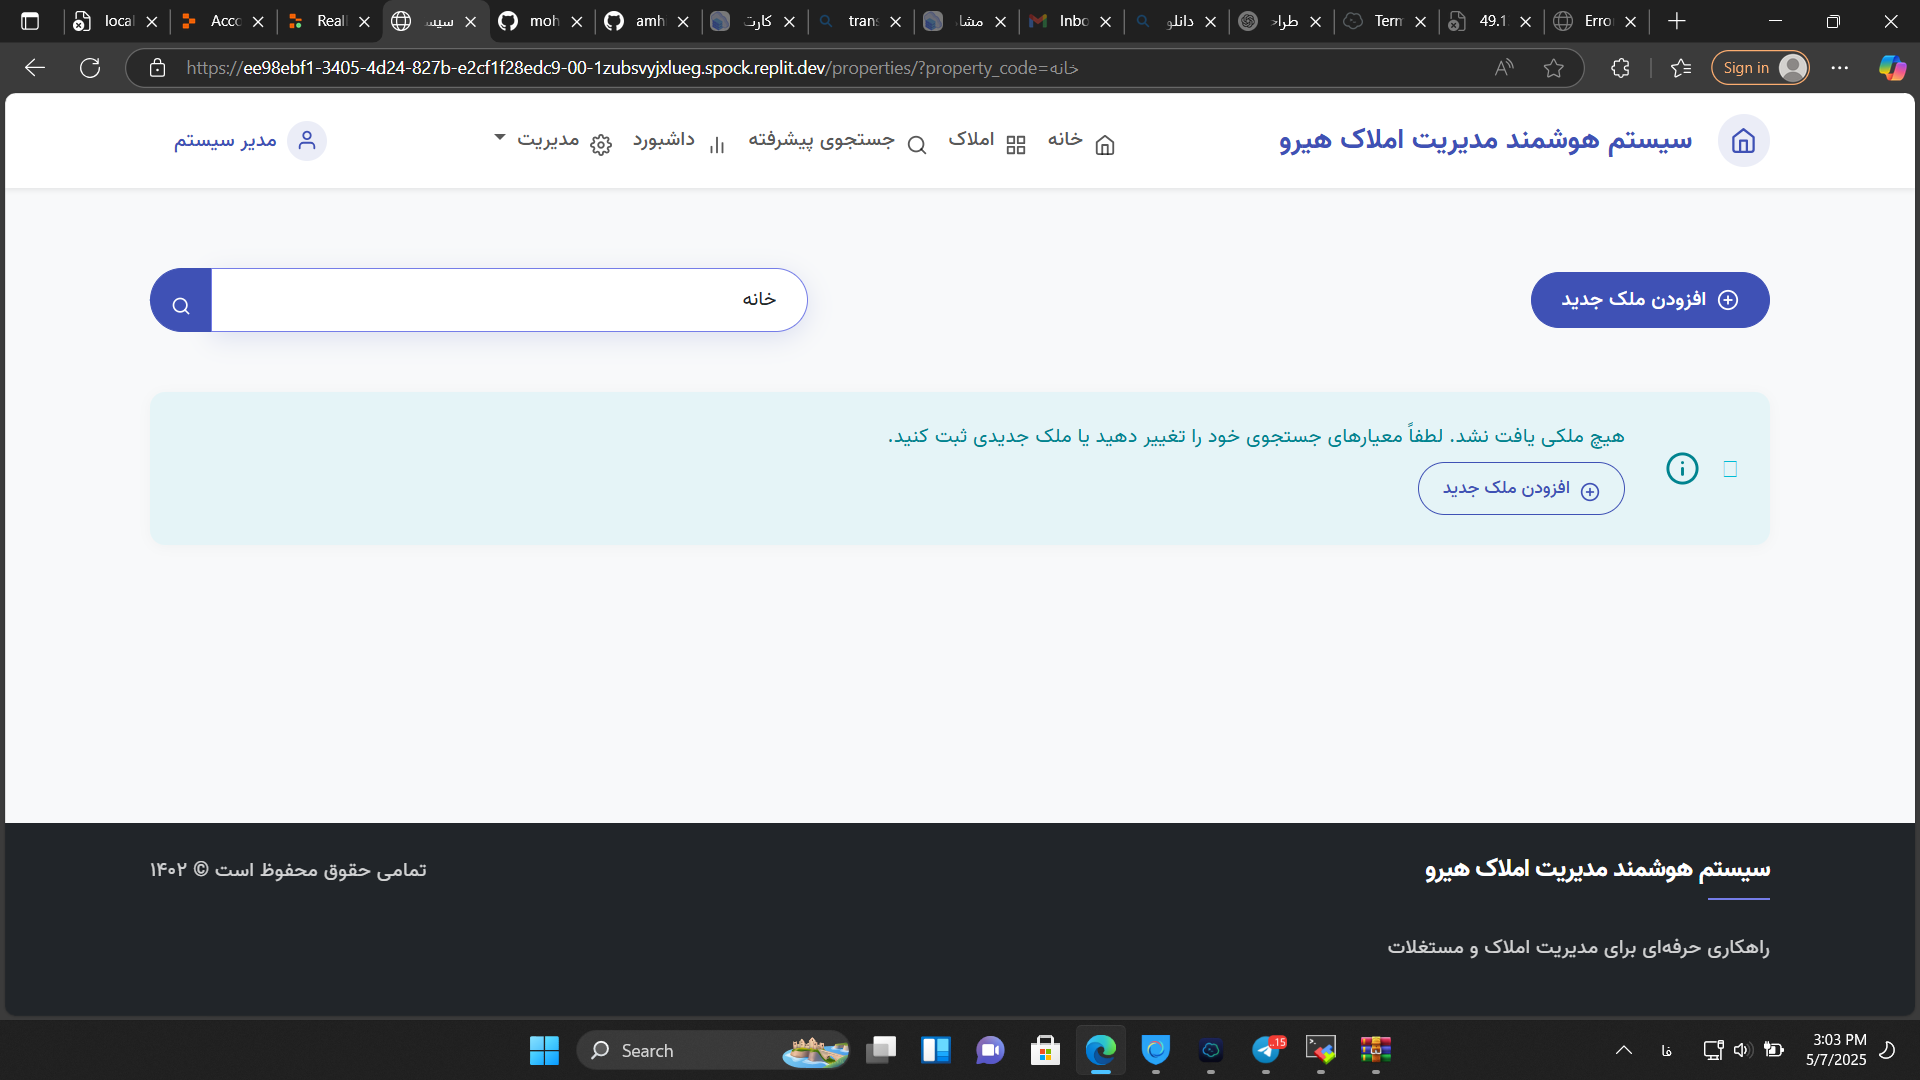 local
Acco
Reall
سیس
moh
amh
کارت
trans
مشا
Inbo
دانلو
طراح
Term
49.1
Erro
https://ee98ebf1-3405-4d24-827b-e2cf1f28edc9-00-1zubsvyjxlueg.spock.replit.dev/properties/?property_code=خانه
Sign in
سیستم هوشمند مدیریت املاک هیرو
خانه
املاک
جستجوی پیشرفته
داشبورد
مدیریت
مدیر سیستم
افزودن ملک جدید
خانه
هیچ ملکی یافت نشد. لطفاً معیارهای جستجوی خود را تغییر دهید یا ملک جدیدی ثبت کنید.
افزودن ملک جدید
سیستم هوشمند مدیریت املاک هیرو
تمامی حقوق محفوظ است © ۱۴۰۲
راهکاری حرفه‌ای برای مدیریت املاک و مستغلات
Search
15
فا
3:03 PM
5/7/2025